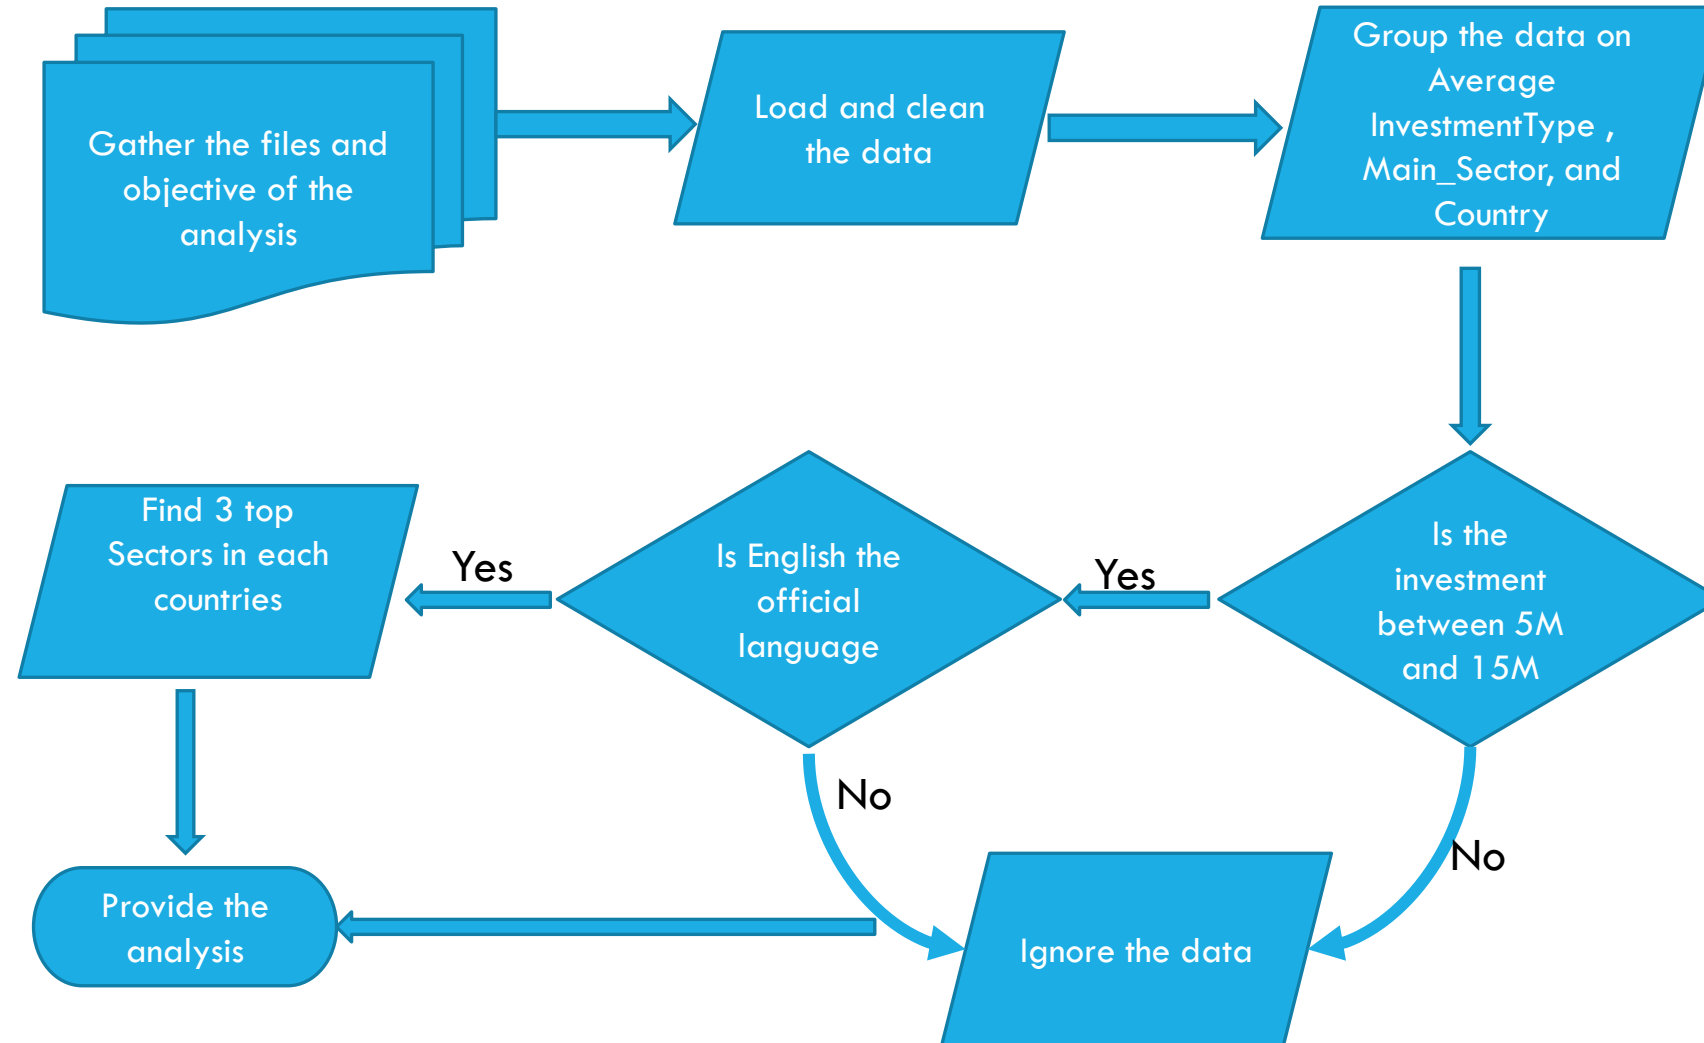 Gather the files and
objective of the
analysis
Load and clean
the data
Group the data on
Average
InvestmentType ,
Main_Sector, and
Country
Is the
investment
between 5M
and 15M
Yes
No
Is English the
official
language
Yes
No
Find 3 top
Sectors in each
countries
Ignore the data
Provide the
analysis